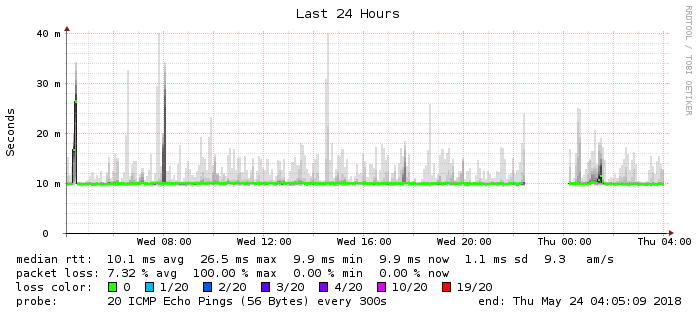 Last 24 Hours
RRDTOOL / TOBI OETIKER
Seconds
40 m
30 m
20 m
10 m
0
Wed 08:00 Wed 12:00 Wed 16:00 Wed 20:00 Thu 00:00 Thu 04:00
median rtt: 10.1 ms avg 26.5 ms max 9.9 ms min 9.9 ms now 1.1 ms sd 9.3 am/s
packet loss: 7.32 % avg 100.00 % max 0.00 % min 0.00 % now
loss color: 0 1/20 2/20 3/20 4/20 10/20 19/20
probe: 20 ICMP Echo Pings (56 Bytes) every 300s end: Thu May 24 04:05:09 2018